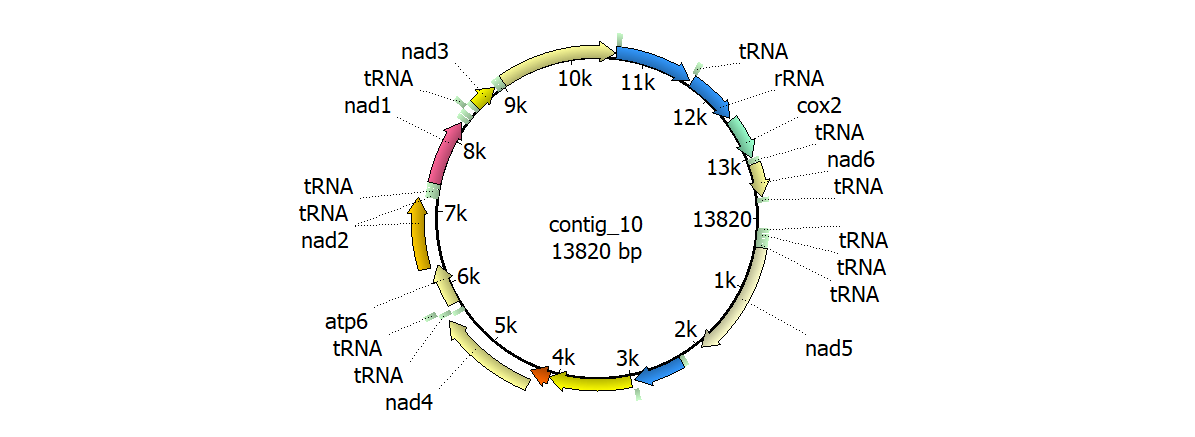 nad3
tRNA
nad1
tRNA
tRNA
nad2
atp6
tRNA
tRNA
nad4
10k
11k
9k
12k
8k
13k
7k
13820
6k
1k
5k
2k
4k
3k
contig_10
13820 bp
tRNA
rRNA
cox2
tRNA
nad6
tRNA
tRNA
tRNA
tRNA
nad5